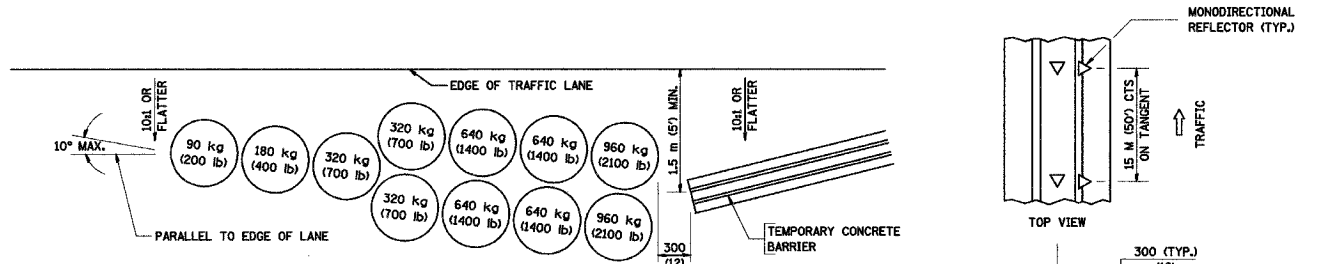 MONODIRECTIONAL
REFLECTOR (TYP.)
EDGE OF TRAFFIC LANE
10:1 OR
FLATTER
1.5 m (5') MIN.
10:1 OR
FLATTER
10° MAX.
90 kg
(200 lb)
180 kg
(400 lb)
320 kg
(700 lb)
320 kg
(700 lb)
640 kg
(1400 lb)
640 kg
(1400 lb)
960 kg
(2100 lb)
320 kg
(700 lb)
640 kg
(1400 lb)
640 kg
(1400 lb)
960 kg
(2100 lb)
PARALLEL TO EDGE OF LANE
TEMPORARY CONCRETE
BARRIER
300
(12)
15 M (50') CTS
ON TANGENT
TRAFFIC
TOP VIEW
300 (TYP.)